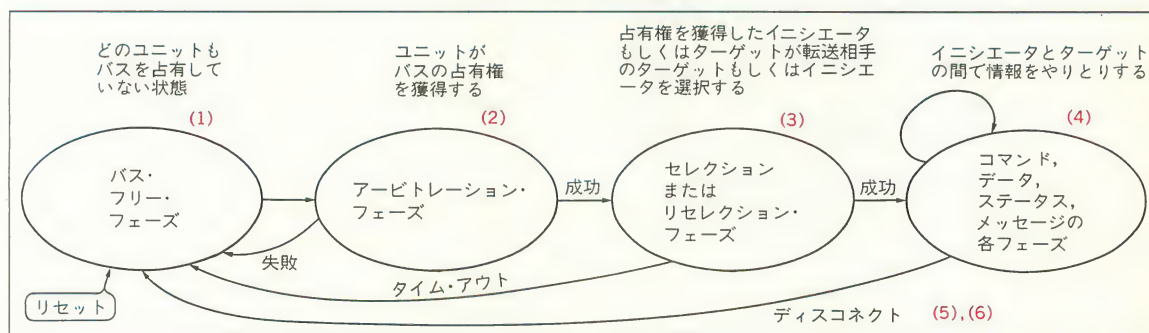 どのユニットも
バスを占有して
いない状態
(1)
バス・
フリー・
フェーズ
リセット
ユニットが
バスの占有権
を獲得する
(2)
アービトレーション・
フェーズ
失敗
成功
占有権を獲得したイニシエータ
もしくはターゲットが転送相手
のターゲットもしくはイニシエ
ータを選択する
(3)
セレクション
または
リセレクション・
フェーズ
タイム・アウト
成功
イニシエータとターゲット
の間で情報をやりとりする
(4)
コマンド,
データ,
ステータス,
メッセージの
各フェーズ
ディスコネクト (5),(6)